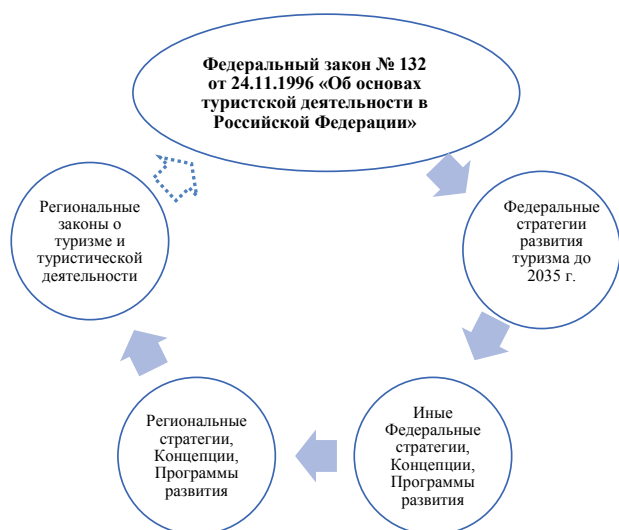 Федеральный закон № 132
от 24.11.1996 «Об основах
туристской деятельности в
Российской Федерации»
Федеральные
стратегии
развития
туризма до
2035 г.
Иные
Федеральные
стратегии,
Концепции,
Программы
развития
Региональные
стратегии,
Концепции,
Программы
развития
Региональные
законы о
туризме и
туристической
деятельности